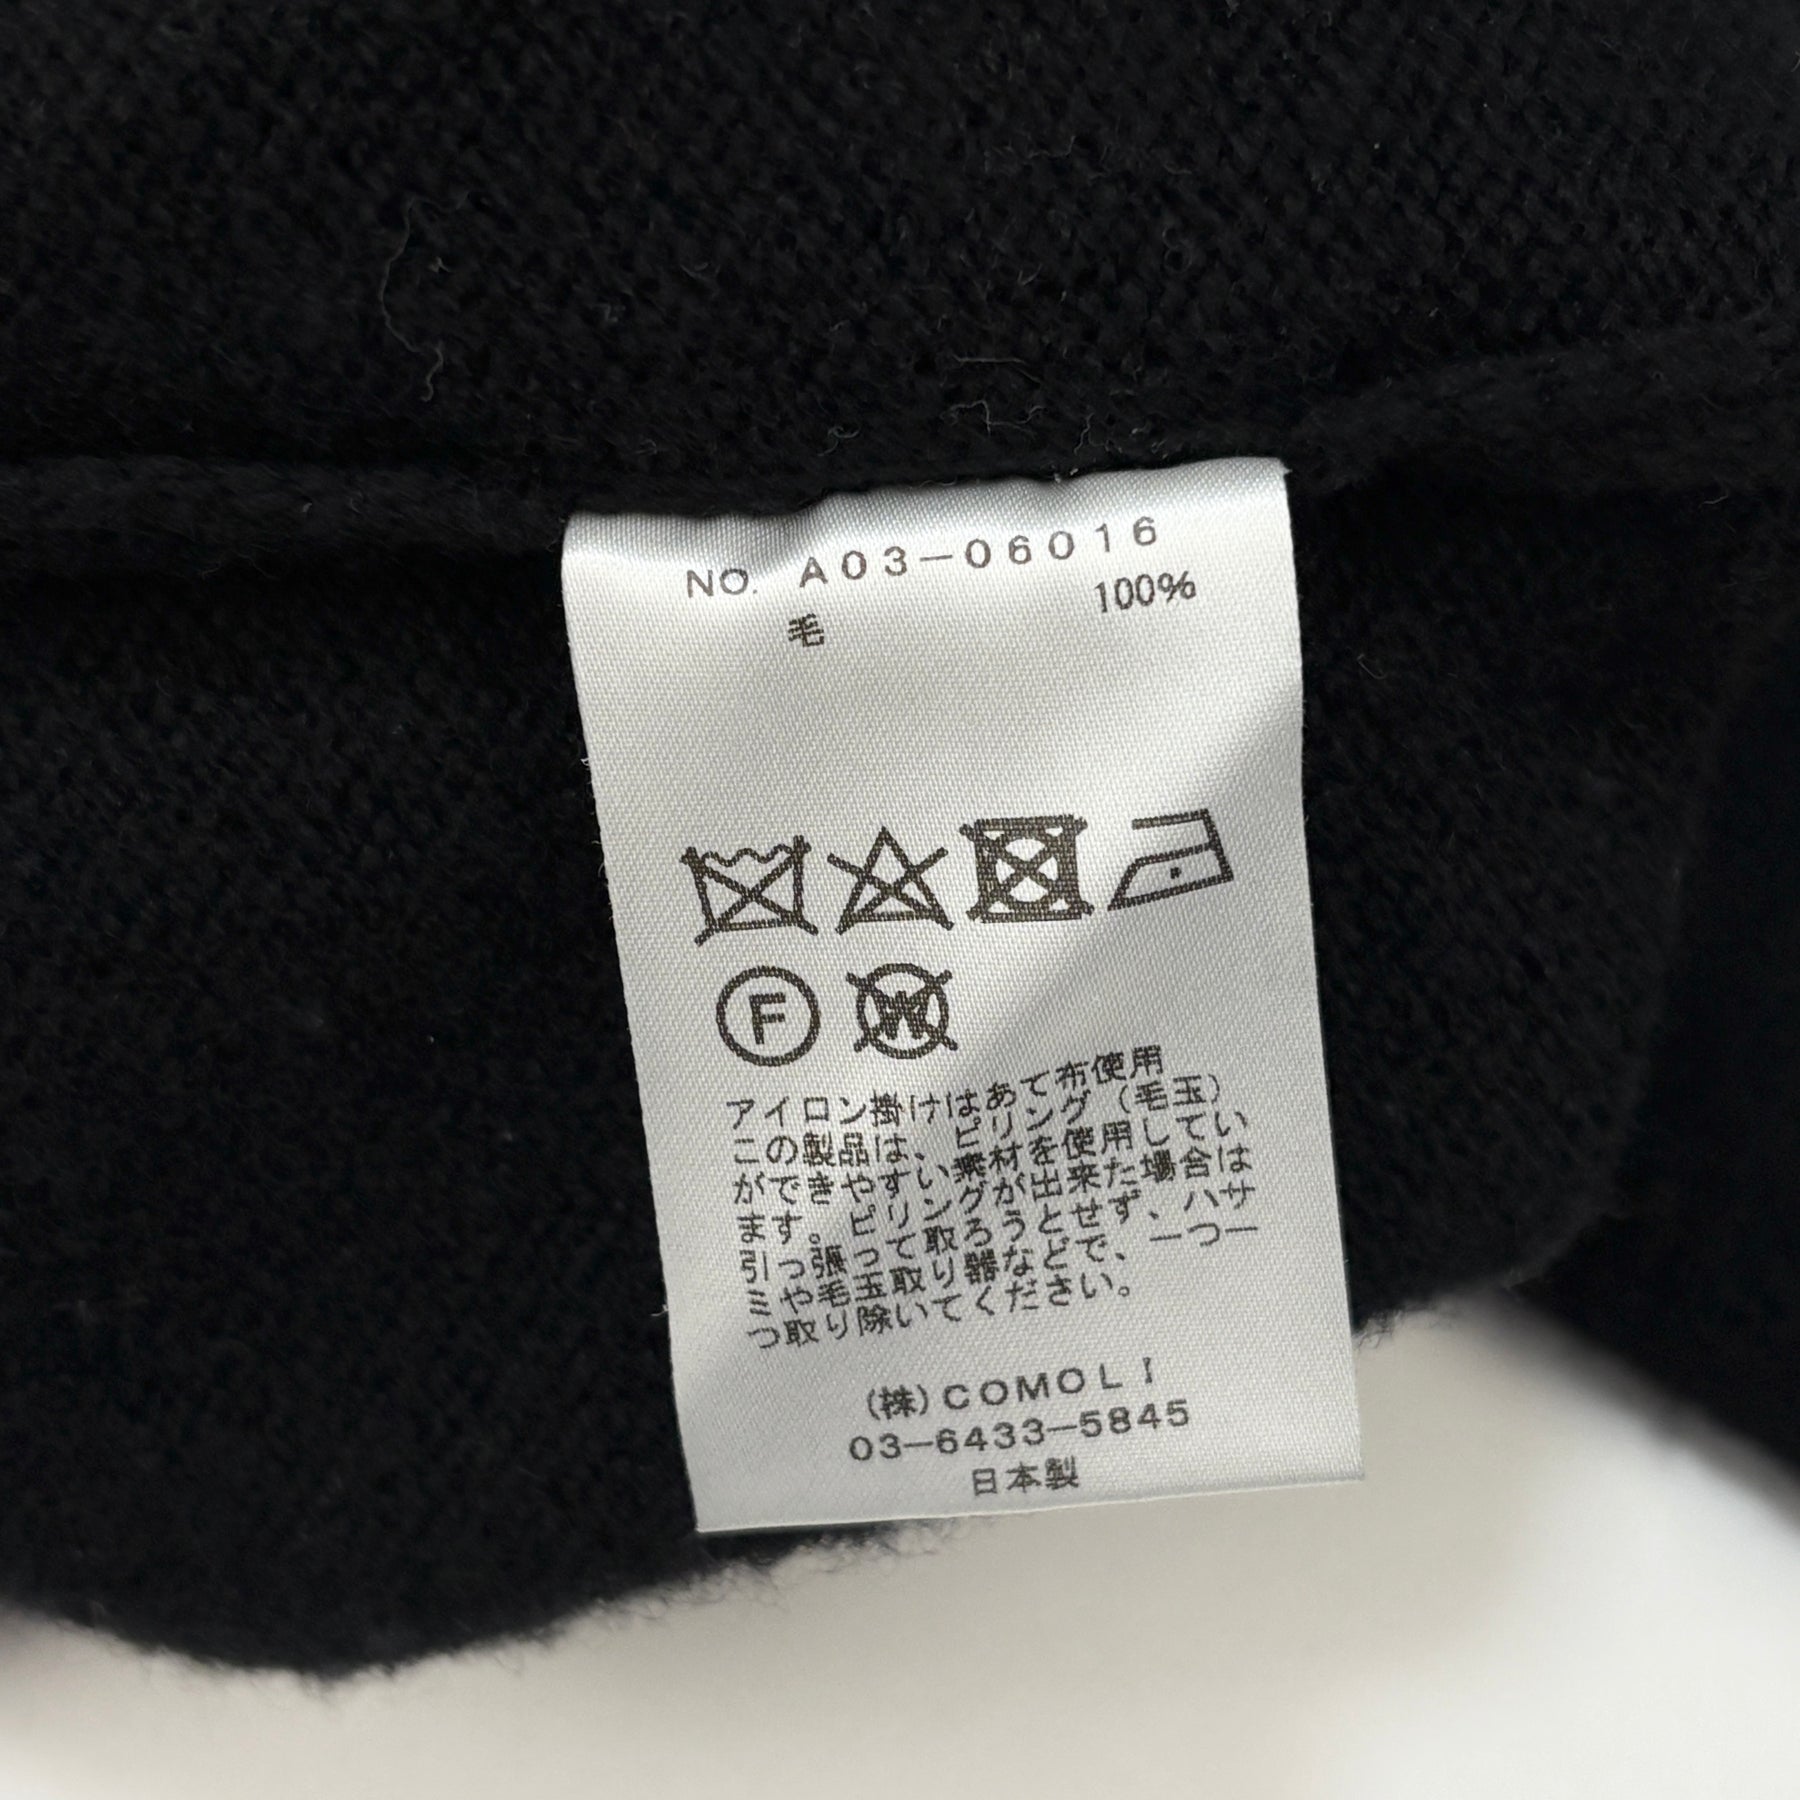 NO. A03-06016
毛 100%
F W
アイロン掛けはあて布使用
この製品は、ピリング(毛玉)
ができやすい素材を使用してい
ます。ピリングが出来た場合は
引っ張って取ろうとせず、ハサ
ミや毛玉取り器などで、一つ一
つ取り除いてください。
(株)COMOLI
03-6433-5845
日本製